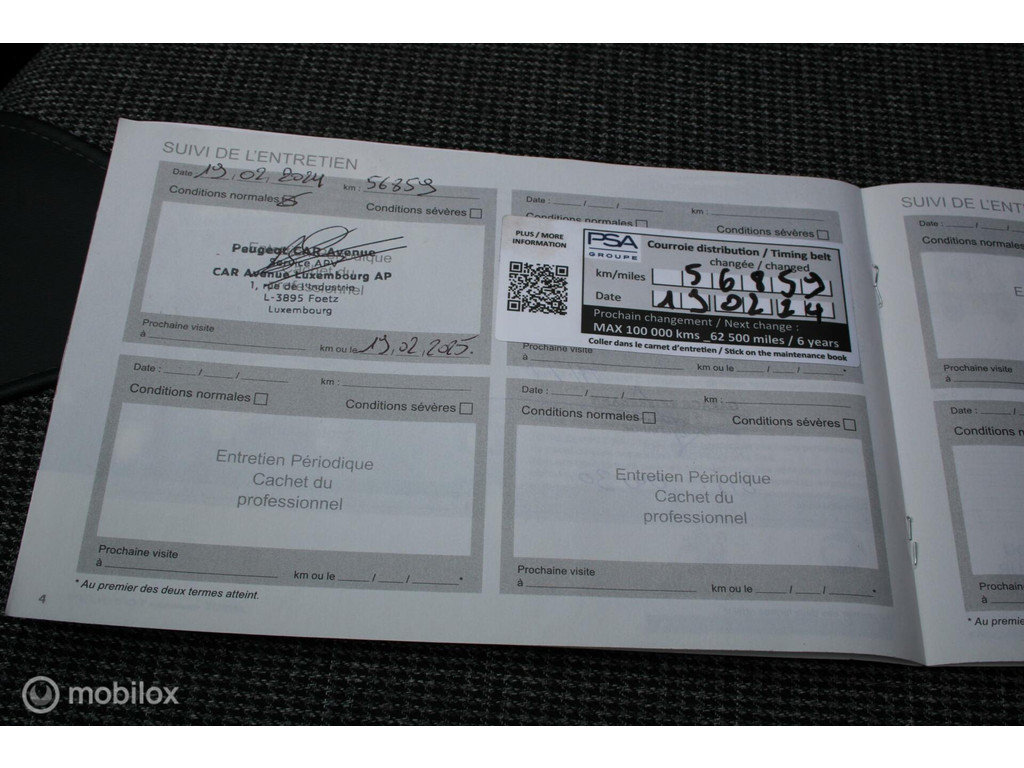 SUIVI DE L'ENTRETIEN
Date 19, 02, 2024 km : 56859
Conditions normales
Conditions sévères
Peugeot CAR Avenue
Service APV
CAR Avenue Luxembourg AP
1, rue de l'Industrie
L-3895 Foetz
Luxembourg
Prochaine visite
à km ou le 19, 02, 2025.
Date : / / km :
Conditions normales
Conditions sévères
PLUS / MORE
INFORMATION
PSA
GROUPE
Courroie distribution / Timing belt
changée / changed
km/miles 56859
Date 190224
Prochain changement / Next change :
MAX 100 000 kms _62 500 miles / 6 years
Coller dans le carnet d'entretien / Stick on the maintenance book
Prochaine visite
à km ou le / / *
Date : / / km :
Conditions normales
Conditions sévères
Entretien Périodique
Cachet du
professionnel
Prochaine visite
à km ou le / / *
Date : / / km :
Conditions normales
Conditions sévères
Entretien Périodique
Cachet du
professionnel
Prochaine visite
à km ou le / / *
* Au premier des deux termes atteint.
4
SUIVI DE L'ENTR
Date : /
Conditions n
Prochaine
à
Date : /
Conditions n
Prochain
à
* Au premie
mobilox